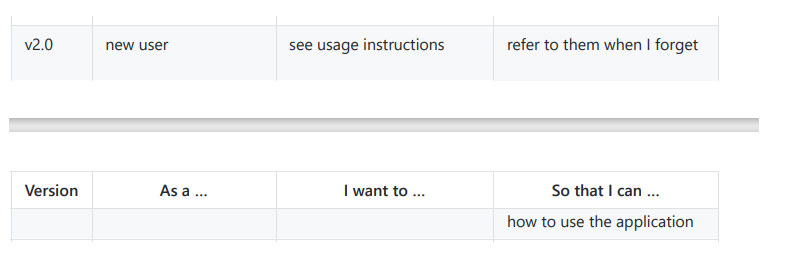 v2.0 new user see usage instructions refer to them when I forget
Version As a ... I want to ... So that I can ...
how to use the application